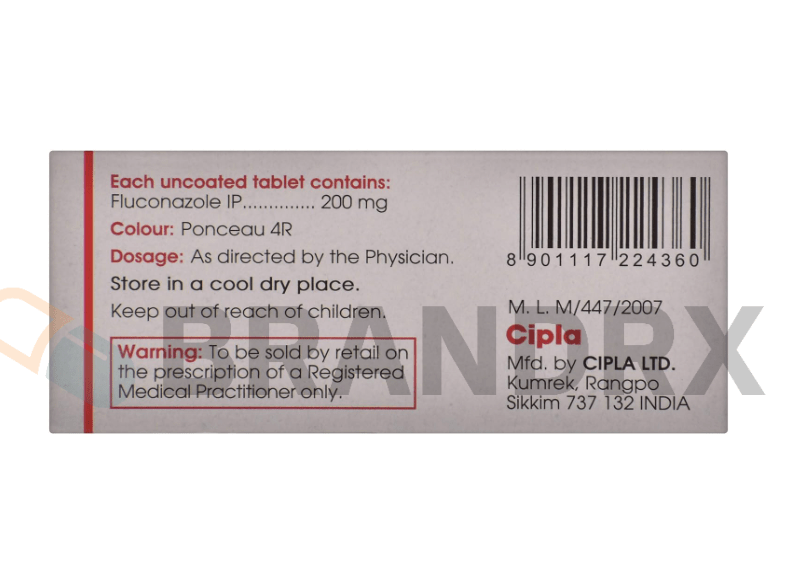 Each uncoated tablet contains:
Fluconazole IP.............. 200 mg
Colour: Ponceau 4R
Dosage: As directed by the Physician.
Store in a cool dry place.
Keep out of reach of children.
Warning: To be sold by retail on
the prescription of a Registered
Medical Practitioner only.
8 901117 224360
M. L. M/447/2007
Cipla
Mfd. by CIPLA LTD.
Kumrek, Rangpo
Sikkim 737 132 INDIA
BRANDRX